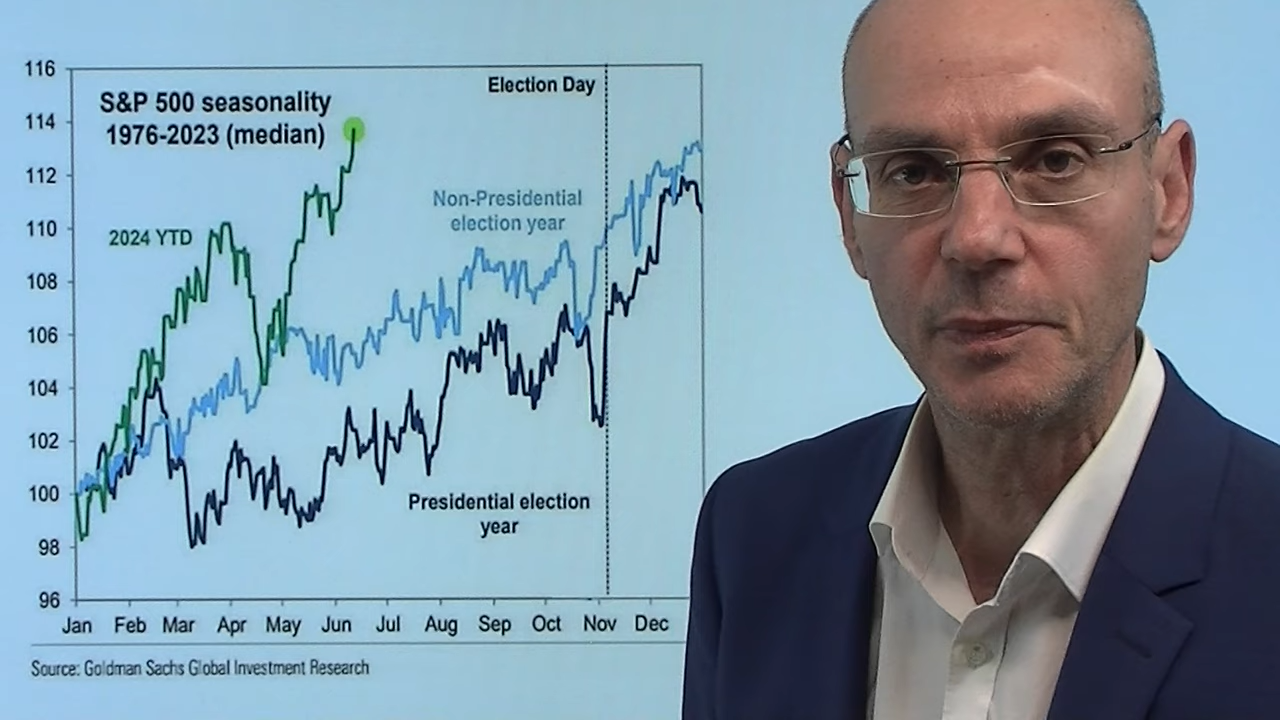 116
114
112
110
108
106
104
102
100
98
96
S&P 500 seasonality
1976-2023 (median)
Election Day
2024 YTD
Non-Presidential
election year
Presidential election
year
Jan Feb Mar Apr May Jun Jul Aug Sep Oct Nov Dec
Source: Goldman Sachs Global Investment Research